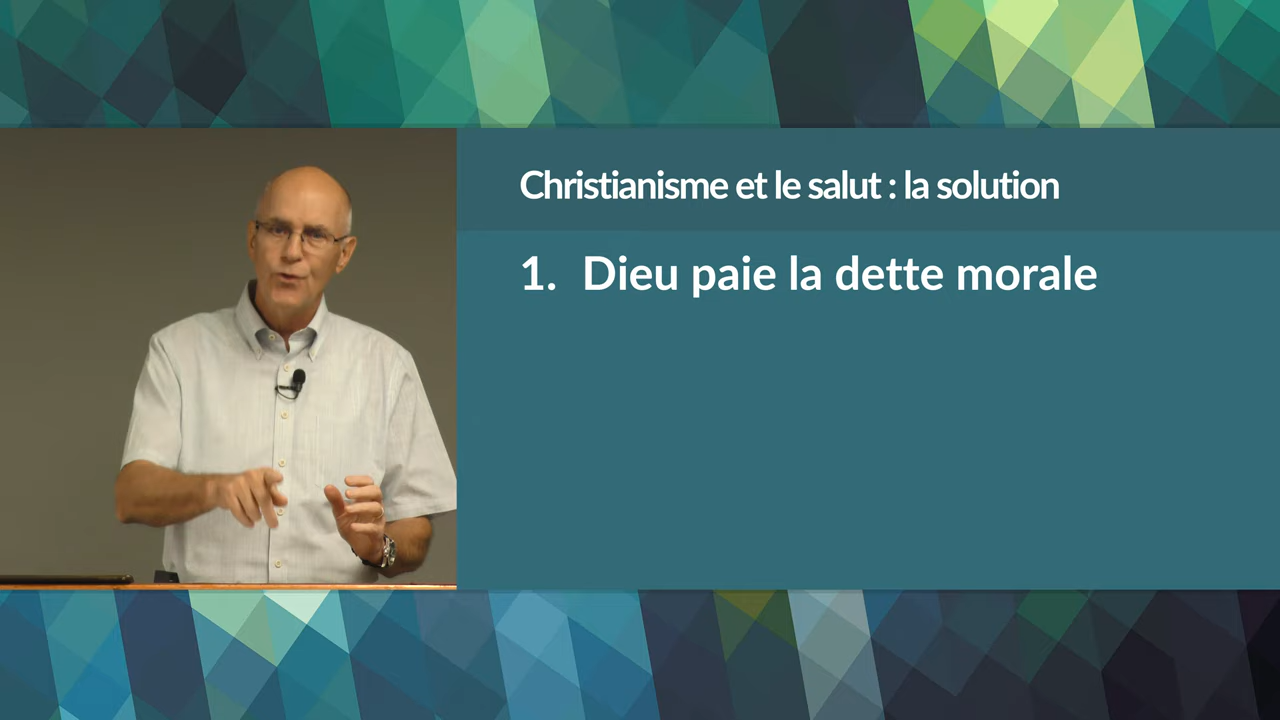 Christianisme et le salut : la solution
1. Dieu paie la dette morale